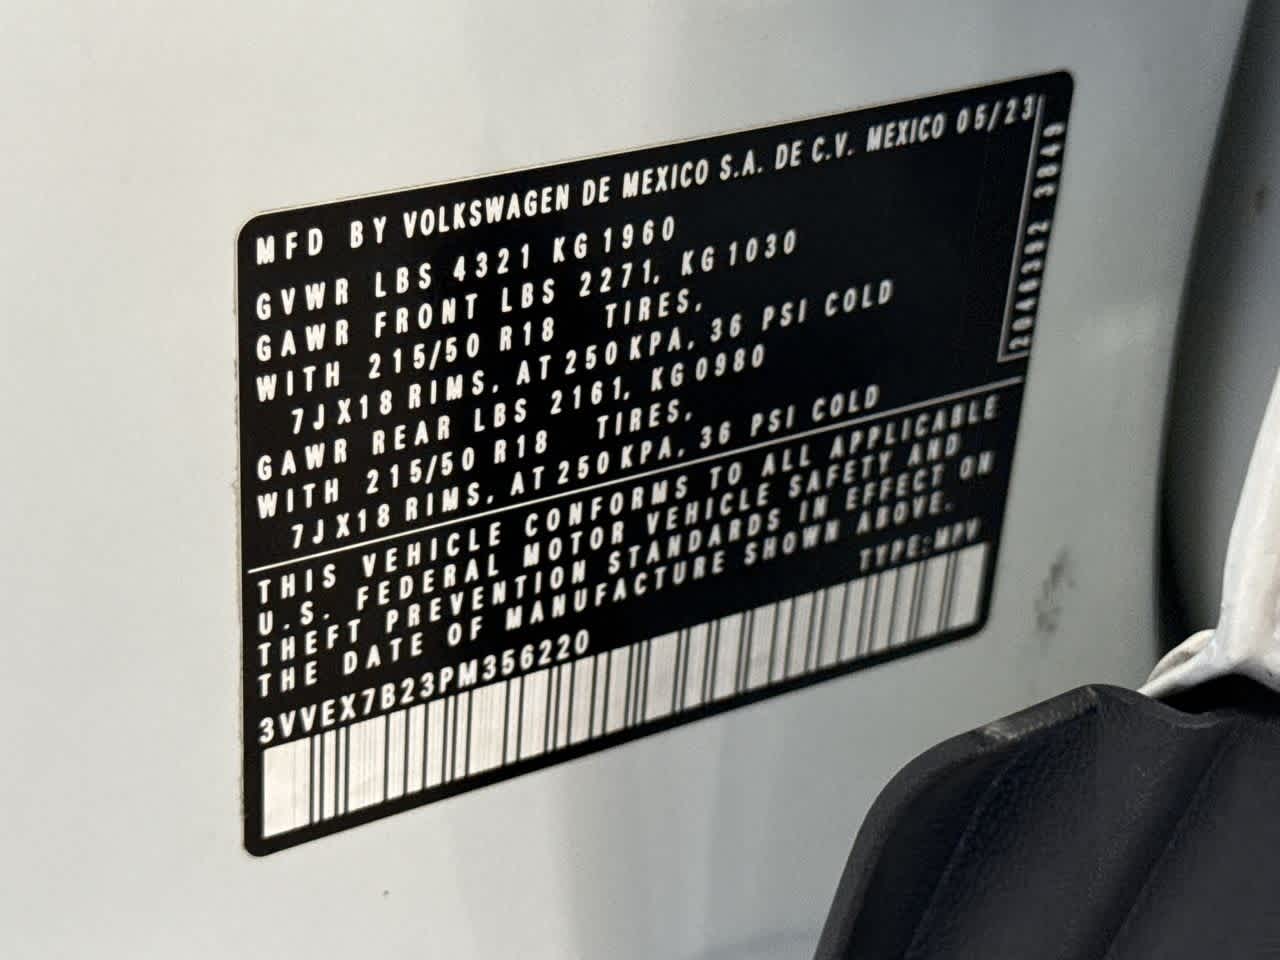 MFD BY VOLKSWAGEN DE MEXICO S.A. DE C.V. MEXICO 05/23
GVWR LBS 4321 KG 1960
GAWR FRONT LBS 2271, KG 1030
WITH 215/50 R18 TIRES,
7JX18 RIMS, AT 250 KPA, 36 PSI COLD
GAWR REAR LBS 2161, KG 0980
WITH 215/50 R18 TIRES,
7JX18 RIMS, AT 250 KPA, 36 PSI COLD
THIS VEHICLE CONFORMS TO ALL APPLICABLE
U.S. FEDERAL MOTOR VEHICLE SAFETY AND
THEFT PREVENTION STANDARDS IN EFFECT ON
THE DATE OF MANUFACTURE SHOWN ABOVE.
TYPE:MPV
3VVEX7B23PM356220